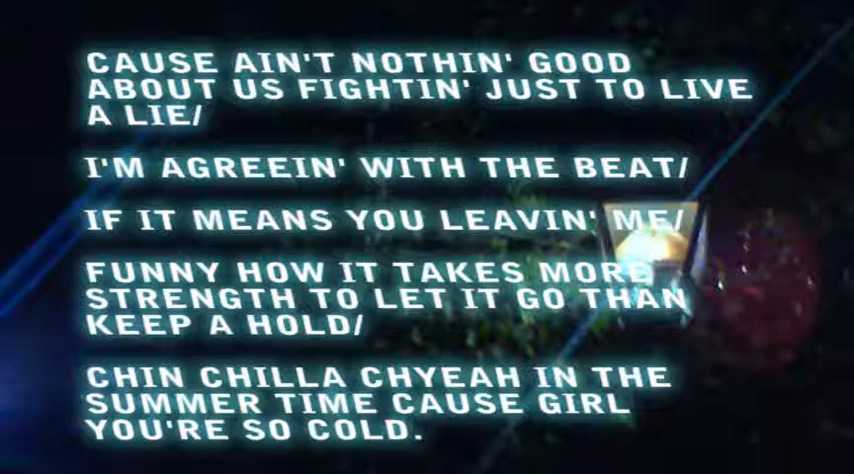 CAUSE AIN'T NOTHIN' GOOD
ABOUT US FIGHTIN' JUST TO LIVE
A LIE/
I'M AGREEIN' WITH THE BEAT/
IF IT MEANS YOU LEAVIN' ME/
FUNNY HOW IT TAKES MORE
STRENGTH TO LET IT GO THAN
KEEP A HOLD/
CHIN CHILLA CHYEAH IN THE
SUMMER TIME CAUSE GIRL
YOU'RE SO COLD.